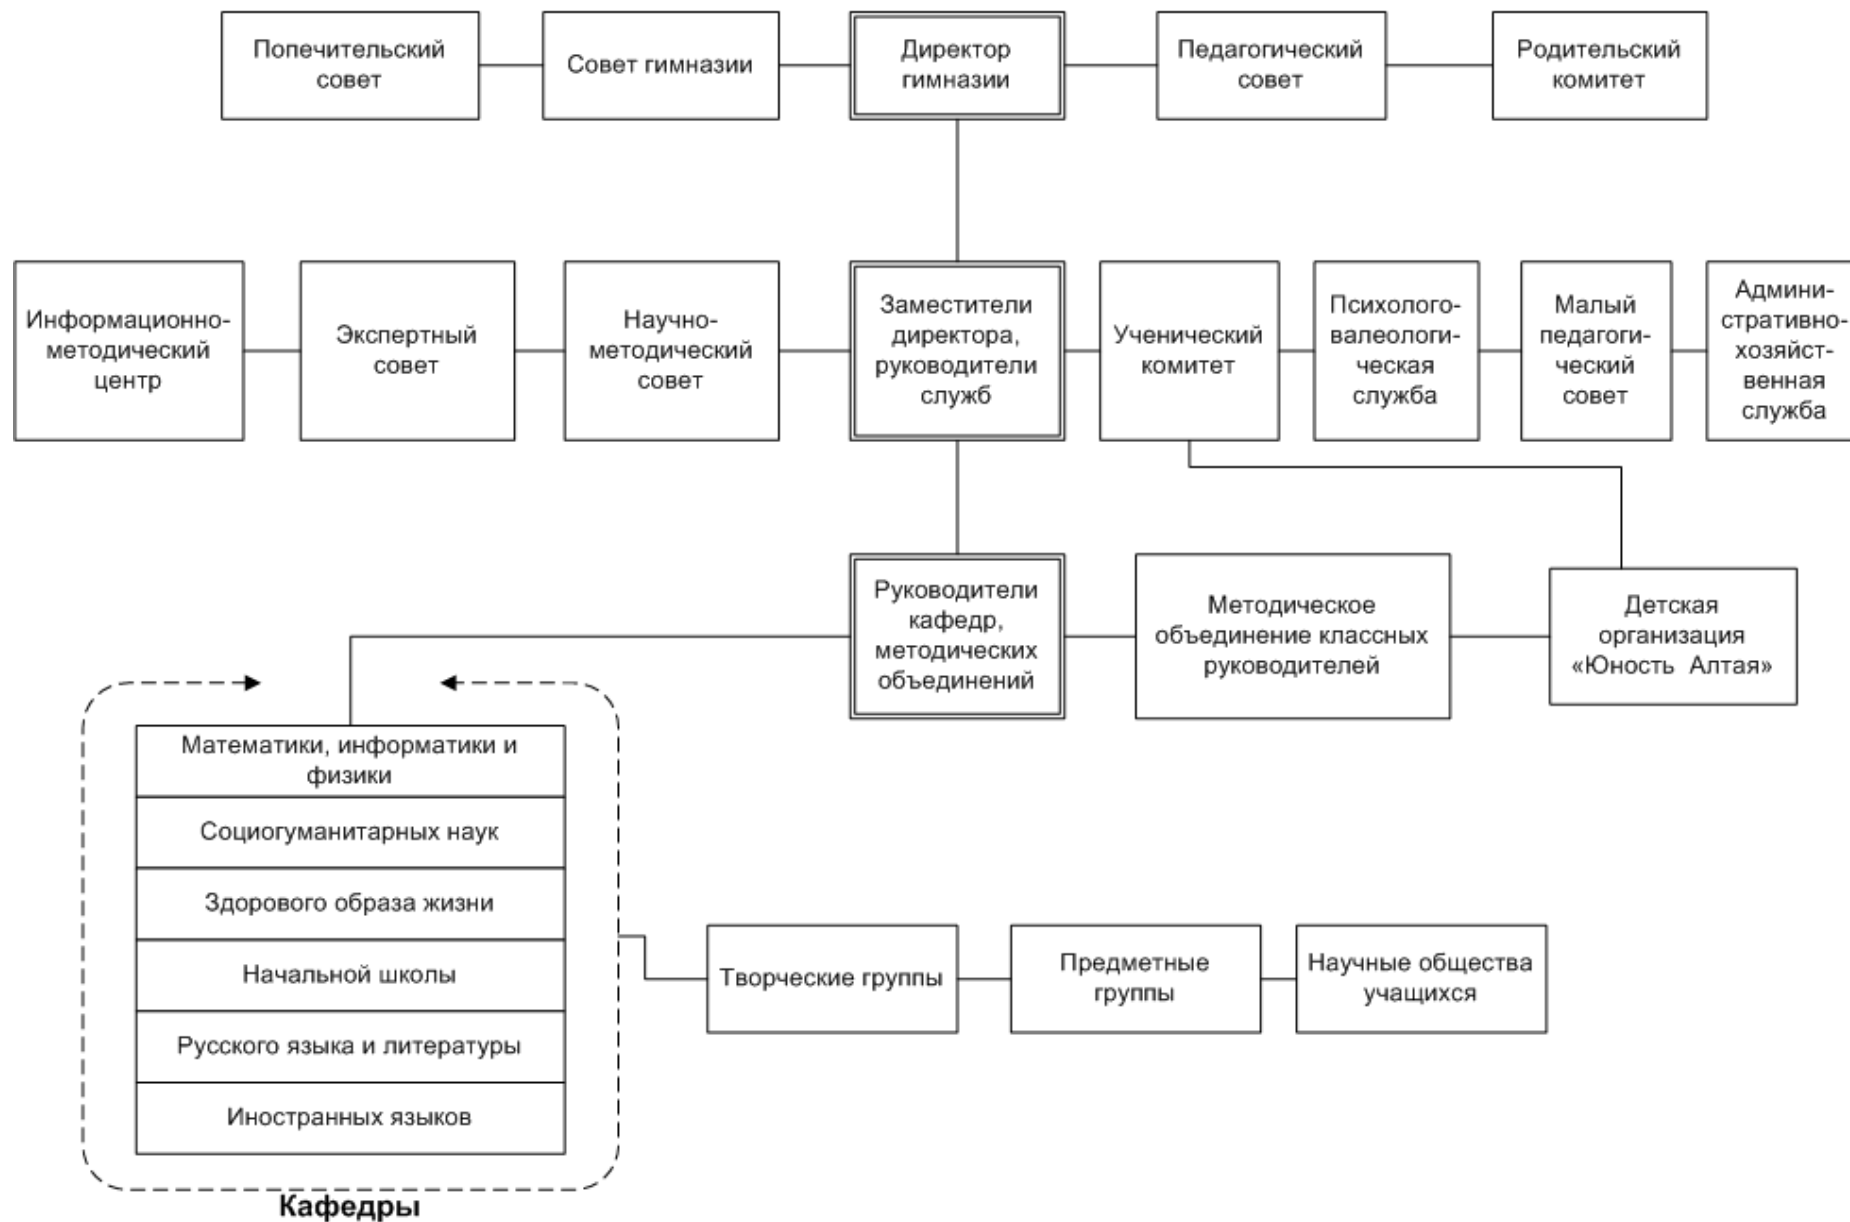 Попечительский
совет
Совет гимназии
Директор
гимназии
Педагогический
совет
Родительский
комитет
Информационно-
методический
центр
Экспертный
совет
Научно-
методический
совет
Заместители
директора,
руководители
служб
Ученический
комитет
Психолого-
валеологи-
ческая
служба
Малый
педагоги-
ческий
совет
Админи-
стративно-
хозяйст-
венная
служба
Руководители
кафедр,
методических
объединений
Методическое
объединение классных
руководителей
Детская
организация
«Юность Алтая»
Математики, информатики и
физики
Социогуманитарных наук
Здорового образа жизни
Начальной школы
Русского языка и литературы
Иностранных языков
Творческие группы
Предметные
группы
Научные общества
учащихся
Кафедры